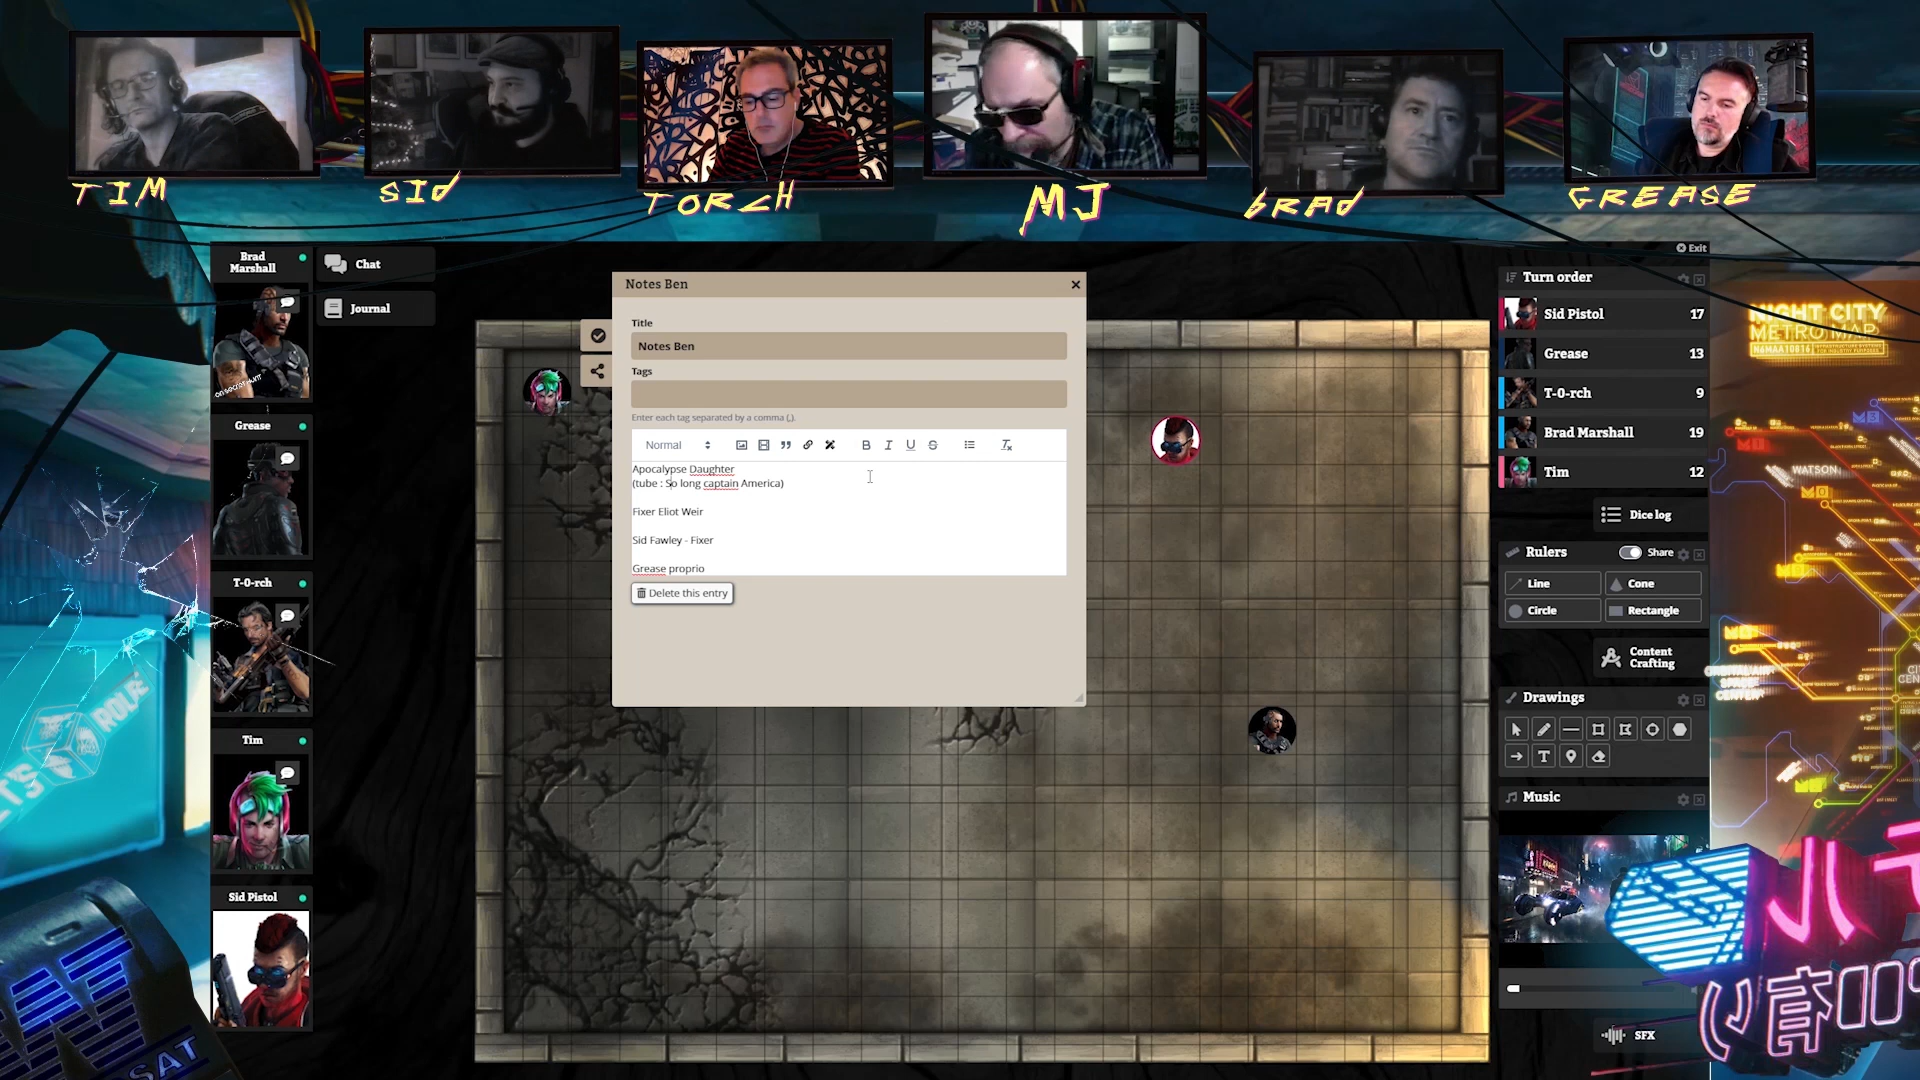 TIM
SId
TORCH
MJ
bRAd
GREASE
Brad
Marshall
Chat
Journal
on secret HUNT
Grease
T-0-rch
Tim
Sid Pistol
Notes Ben
Title
Notes Ben
Tags
Enter each tag separated by a comma (,).
Normal
Apocalypse Daughter
(tube : So long captain America)
Fixer Eliot Weir
Sid Fawley - Fixer
Grease proprio
Delete this entry
Exit
Turn order
Sid Pistol 17
Grease 13
T-0-rch 9
Brad Marshall 19
Tim 12
Dice log
Rulers
Share
Line
Cone
Circle
Rectangle
Content
Crafting
Drawings
Music
SFX
NIGHT CITY
METRO MAP
WATSON
ROLE